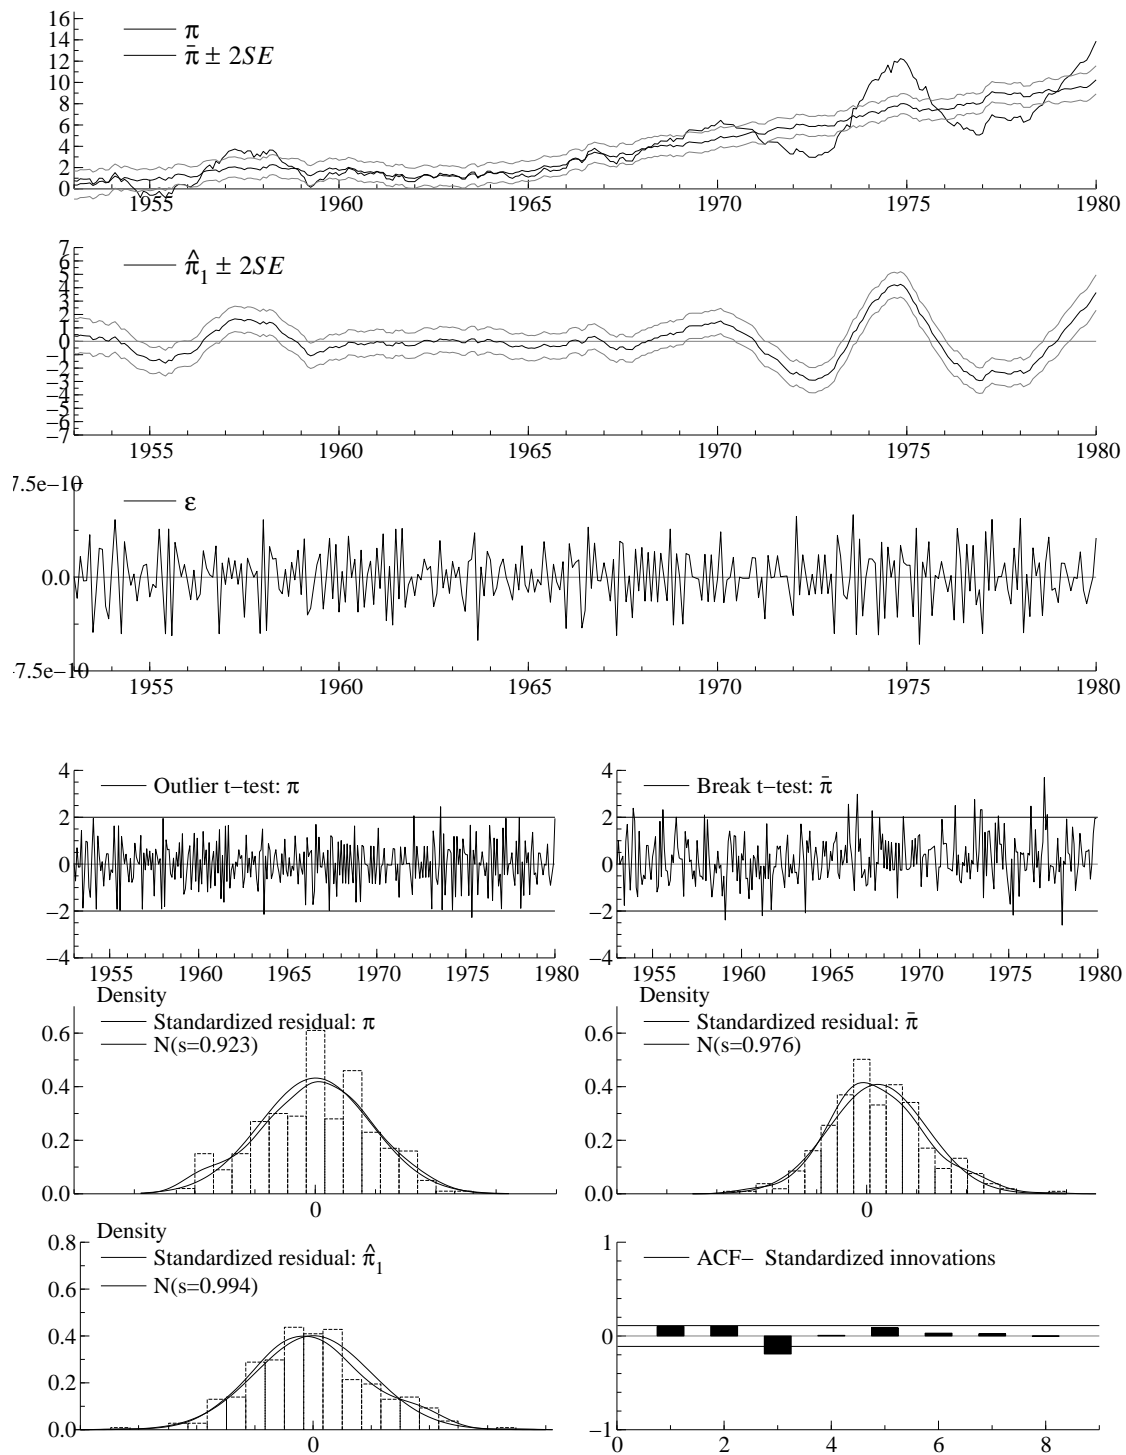 16
14
12
10
8
6
4
2
0
π
π̄ ± 2SE
1955 1960 1965 1970 1975 1980
7
6
5
4
3
2
1
0
−1
−2
−3
−4
−5
−6
−7
π̂1 ± 2SE
1955 1960 1965 1970 1975 1980
7.5e−10
0.0
-7.5e−10
ε
1955 1960 1965 1970 1975 1980
4
2
0
−2
−4
Outlier t−test: π
1955 1960 1965 1970 1975 1980
4
2
0
−2
−4
Break t−test: π̄
1955 1960 1965 1970 1975 1980
Density
0.6
0.4
0.2
0.0
Standardized residual: π
N(s=0.923)
0
Density
0.6
0.4
0.2
0.0
Standardized residual: π̄
N(s=0.976)
0
Density
0.8
0.6
0.4
0.2
0.0
Standardized residual: π̂1
N(s=0.994)
0
1
0
−1
ACF− Standardized innovations
0 2 4 6 8